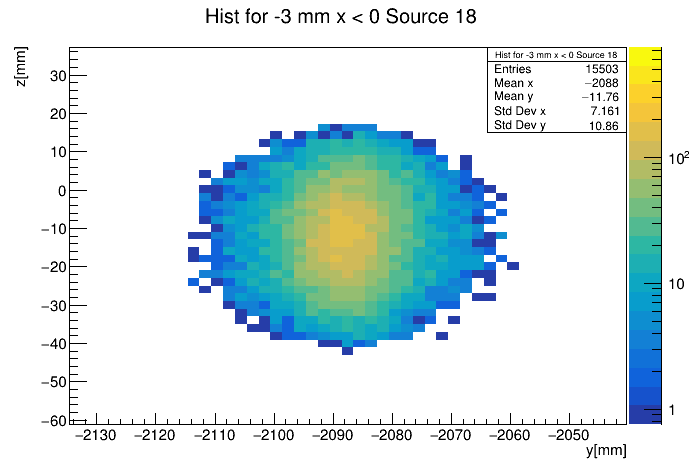 Hist for -3 mm x < 0 Source 18
z[mm]
Hist for -3 mm x < 0 Source 18
Entries 15503
Mean x −2088
Mean y −11.76
Std Dev x 7.161
Std Dev y 10.86
30
20
10
0
−10
−20
−30
−40
−50
−60
10²
10
1
−2130 −2120 −2110 −2100 −2090 −2080 −2070 −2060 −2050
y[mm]